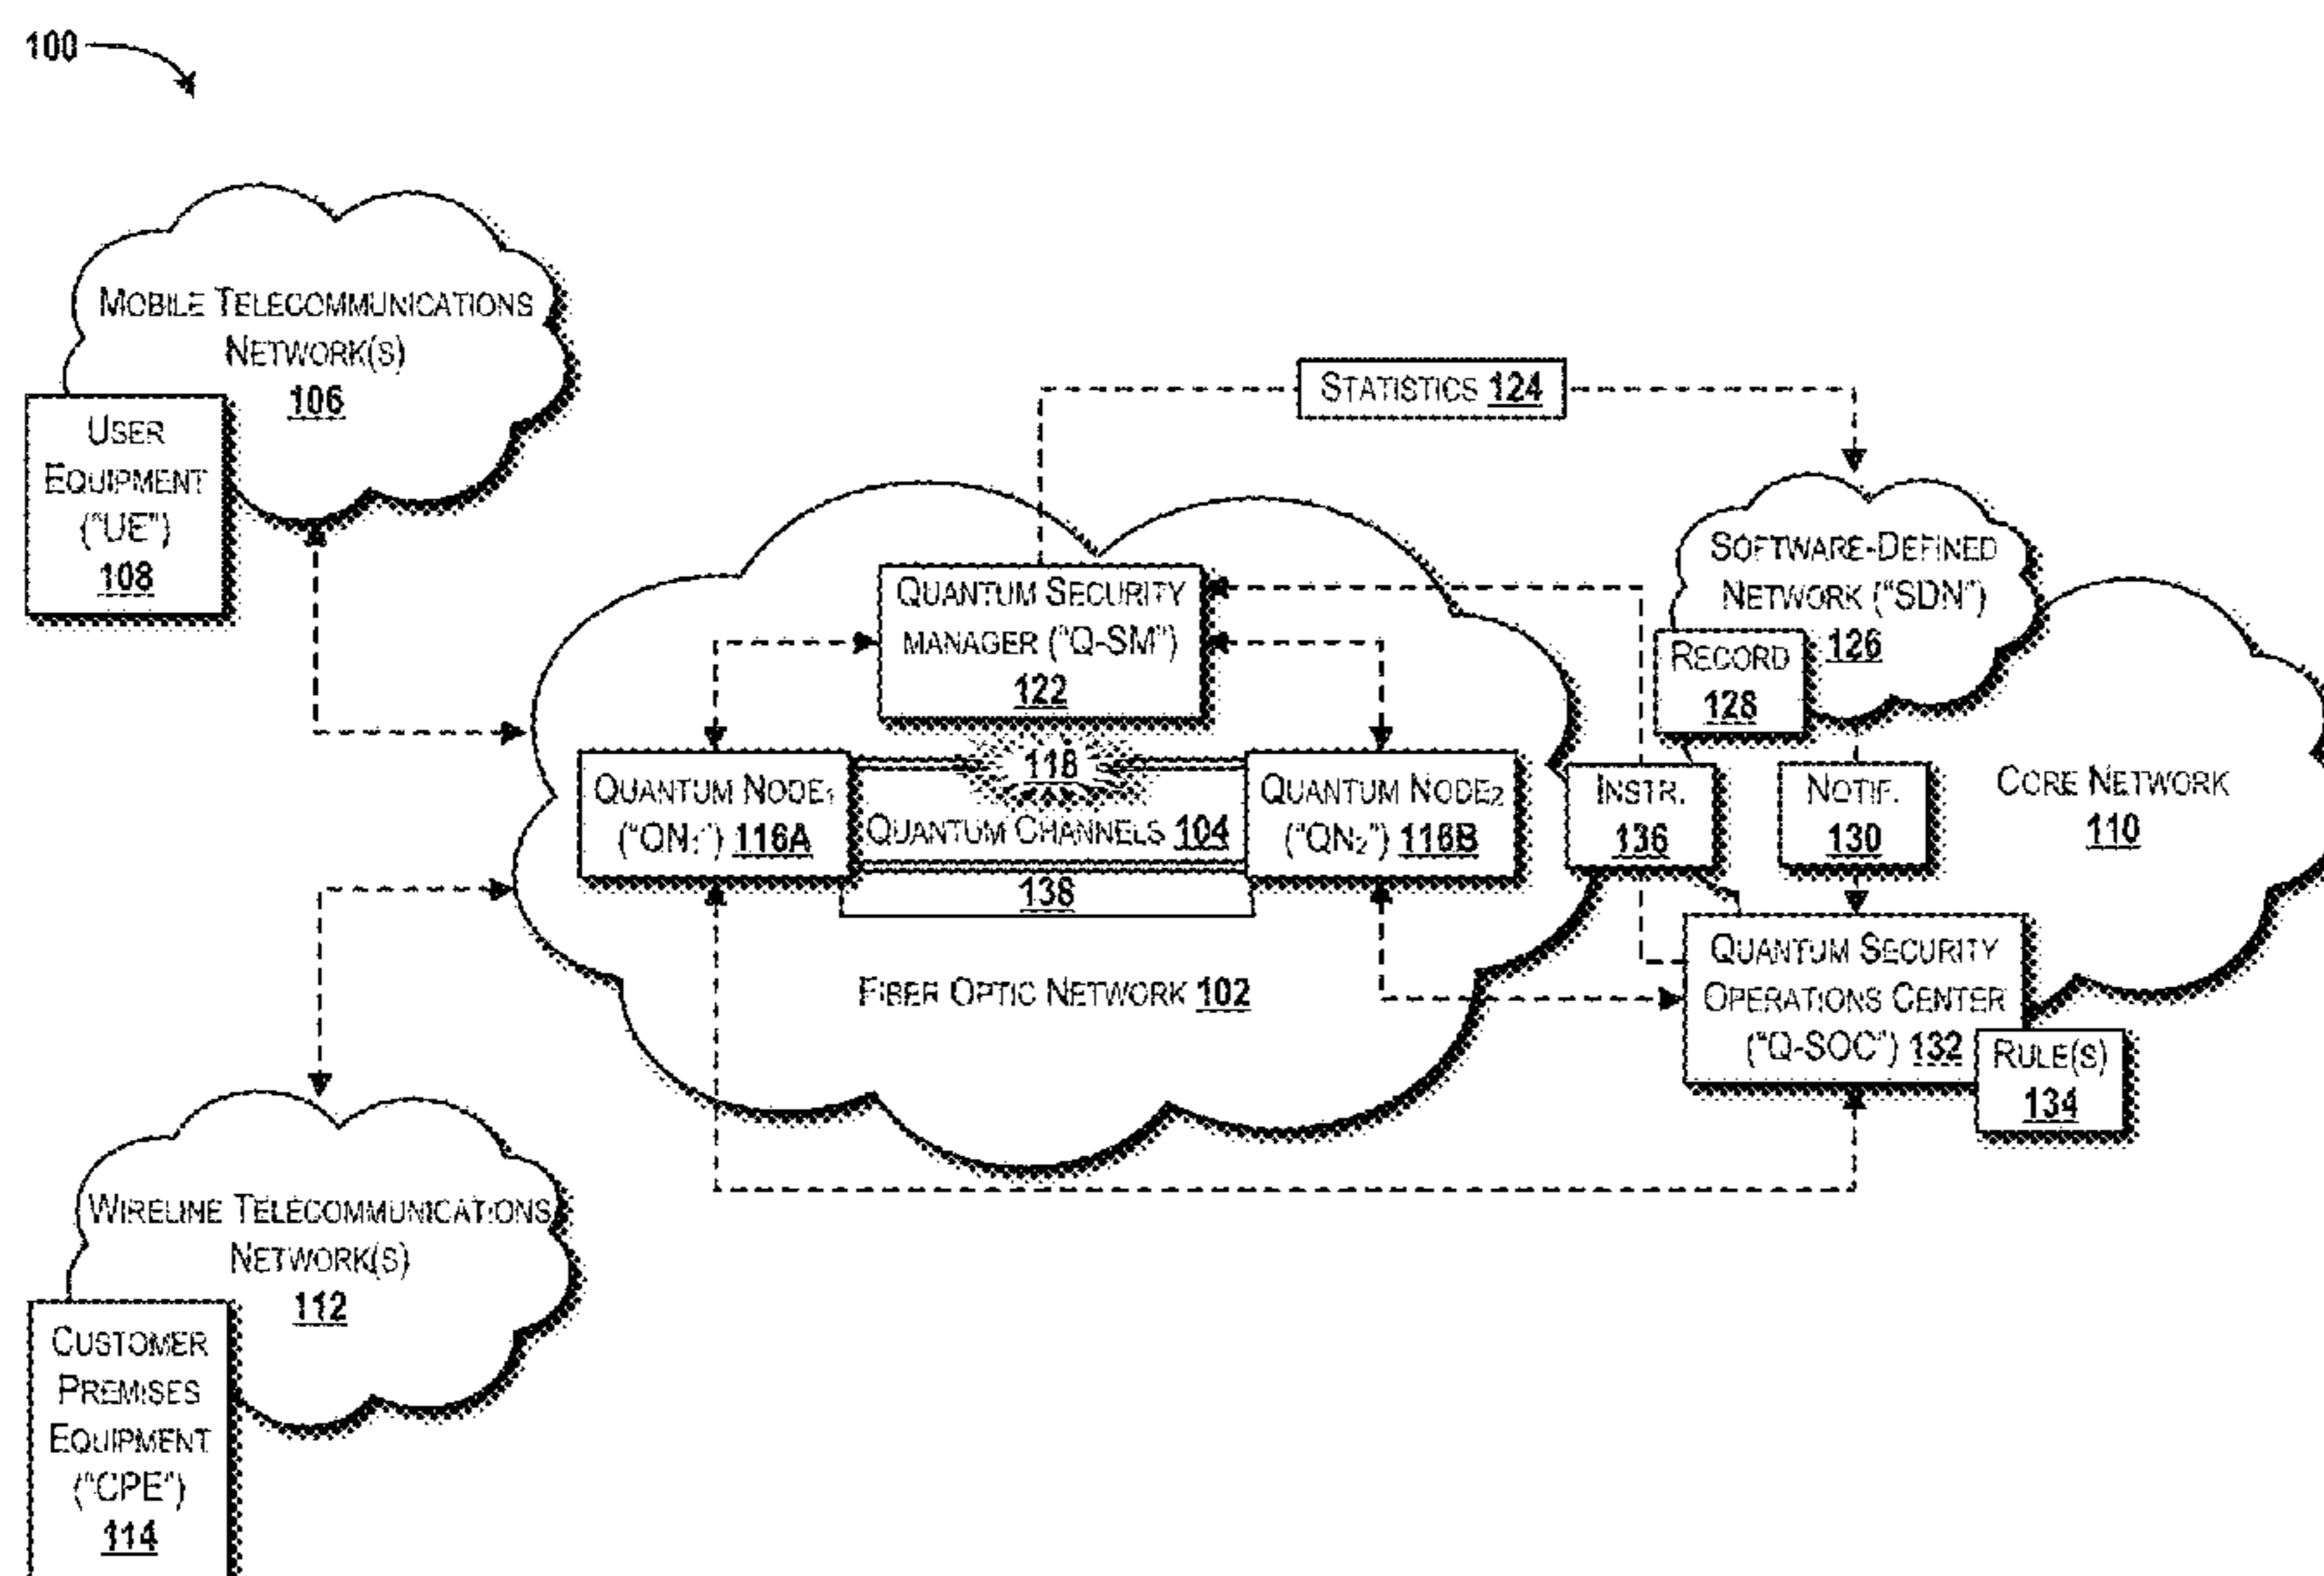 100
MOBILE TELECOMMUNICATIONS
NETWORK(S)
106
USER
EQUIPMENT
("UE")
108
STATISTICS 124
SOFTWARE-DEFINED
NETWORK ("SDN")
126
RECORD
128
QUANTUM SECURITY
MANAGER ("Q-SM")
122
118
QUANTUM NODE₁
("QN₁") 116A
QUANTUM CHANNELS 104
QUANTUM NODE₂
("QN₂") 116B
138
INSTR.
136
NOTIF.
130
CORE NETWORK
110
FIBER OPTIC NETWORK 102
QUANTUM SECURITY
OPERATIONS CENTER
("Q-SOC") 132
RULE(S)
134
WIRELINE TELECOMMUNICATIONS
NETWORK(S)
112
CUSTOMER
PREMISES
EQUIPMENT
("CPE")
114